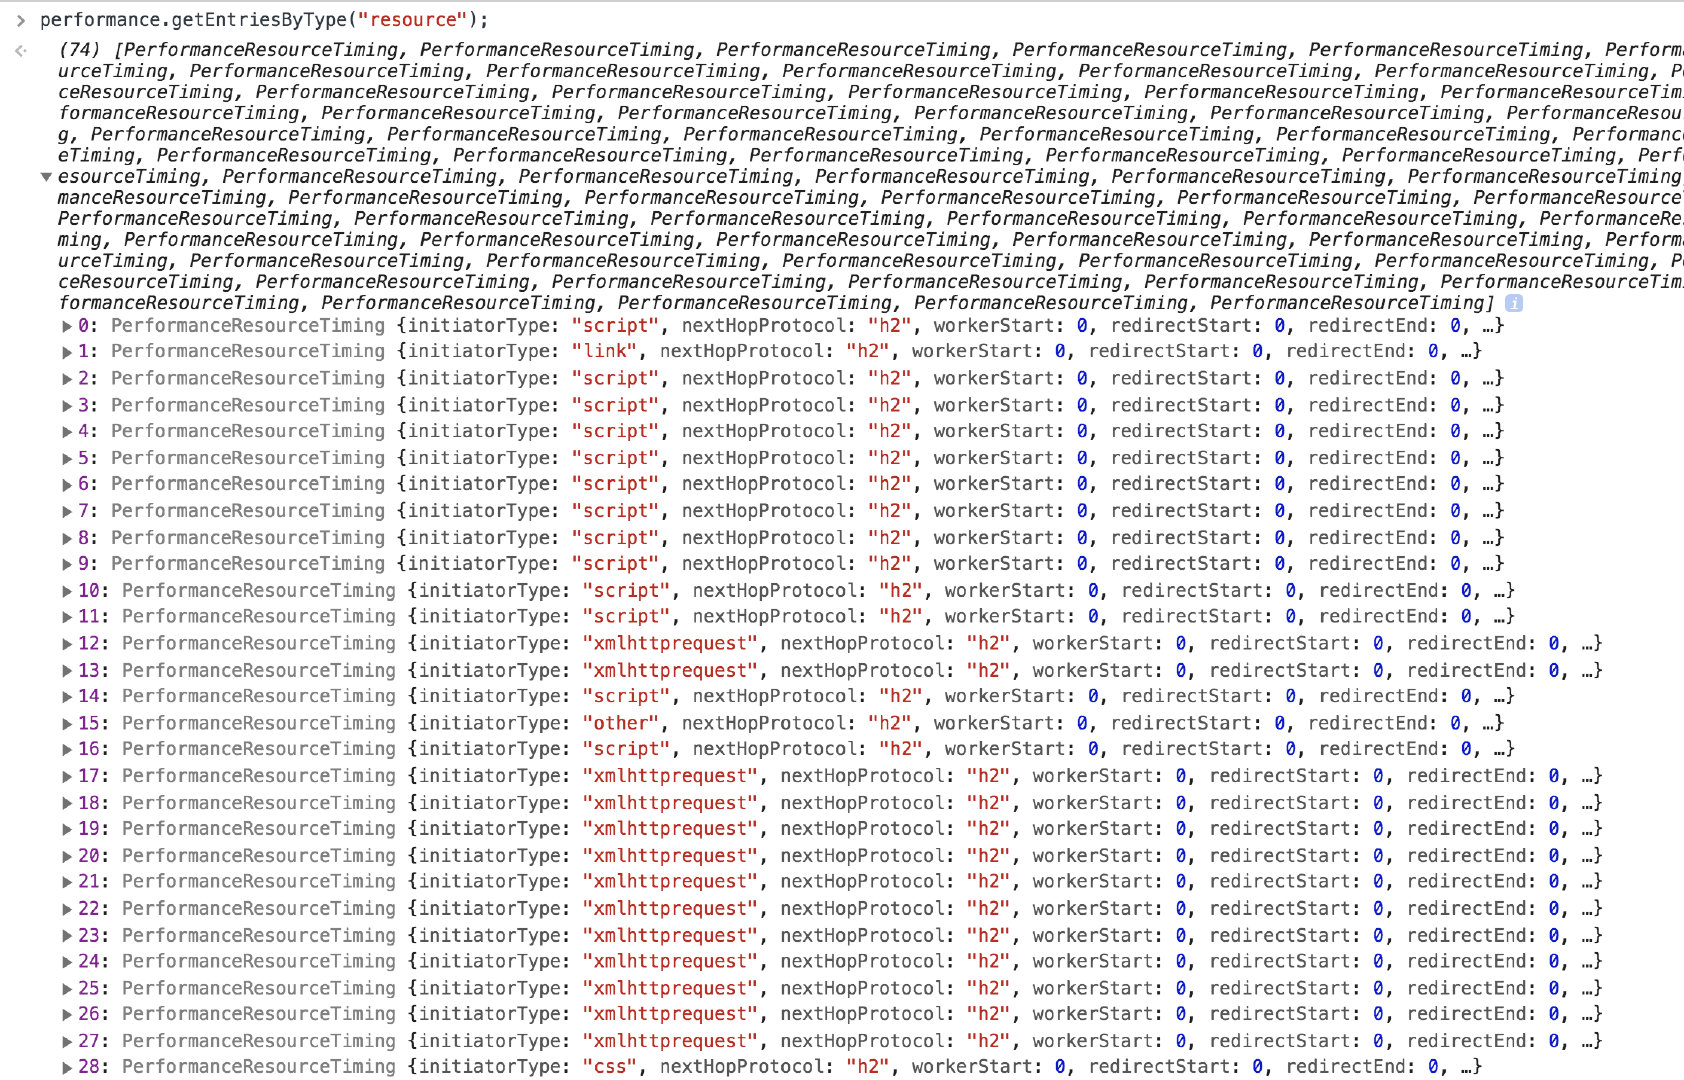 performance.getEntriesByType("resource");
(74) [PerformanceResourceTiming, PerformanceResourceTiming, PerformanceResourceTiming, PerformanceResourceTiming, PerformanceResourceTiming, Perform
urceTiming, PerformanceResourceTiming, PerformanceResourceTiming, PerformanceResourceTiming, PerformanceResourceTiming, PerformanceResourceTiming, P
ceResourceTiming, PerformanceResourceTiming, PerformanceResourceTiming, PerformanceResourceTiming, PerformanceResourceTiming, PerformanceResourceTim
formanceResourceTiming, PerformanceResourceTiming, PerformanceResourceTiming, PerformanceResourceTiming, PerformanceResourceTiming, PerformanceResou
g, PerformanceResourceTiming, PerformanceResourceTiming, PerformanceResourceTiming, PerformanceResourceTiming, PerformanceResourceTiming, Performanc
eTiming, PerformanceResourceTiming, PerformanceResourceTiming, PerformanceResourceTiming, PerformanceResourceTiming, PerformanceResourceTiming, Perf
esourceTiming, PerformanceResourceTiming, PerformanceResourceTiming, PerformanceResourceTiming, PerformanceResourceTiming, PerformanceResourceTiming
manceResourceTiming, PerformanceResourceTiming, PerformanceResourceTiming, PerformanceResourceTiming, PerformanceResourceTiming, PerformanceResource
PerformanceResourceTiming, PerformanceResourceTiming, PerformanceResourceTiming, PerformanceResourceTiming, PerformanceResourceTiming, PerformanceRe
ming, PerformanceResourceTiming, PerformanceResourceTiming, PerformanceResourceTiming, PerformanceResourceTiming, PerformanceResourceTiming, Perform
urceTiming, PerformanceResourceTiming, PerformanceResourceTiming, PerformanceResourceTiming, PerformanceResourceTiming, PerformanceResourceTiming, P
ceResourceTiming, PerformanceResourceTiming, PerformanceResourceTiming, PerformanceResourceTiming, PerformanceResourceTiming, PerformanceResourceTim
formanceResourceTiming, PerformanceResourceTiming, PerformanceResourceTiming, PerformanceResourceTiming, PerformanceResourceTiming] i
0: PerformanceResourceTiming {initiatorType: "script", nextHopProtocol: "h2", workerStart: 0, redirectStart: 0, redirectEnd: 0, …}
1: PerformanceResourceTiming {initiatorType: "link", nextHopProtocol: "h2", workerStart: 0, redirectStart: 0, redirectEnd: 0, …}
2: PerformanceResourceTiming {initiatorType: "script", nextHopProtocol: "h2", workerStart: 0, redirectStart: 0, redirectEnd: 0, …}
3: PerformanceResourceTiming {initiatorType: "script", nextHopProtocol: "h2", workerStart: 0, redirectStart: 0, redirectEnd: 0, …}
4: PerformanceResourceTiming {initiatorType: "script", nextHopProtocol: "h2", workerStart: 0, redirectStart: 0, redirectEnd: 0, …}
5: PerformanceResourceTiming {initiatorType: "script", nextHopProtocol: "h2", workerStart: 0, redirectStart: 0, redirectEnd: 0, …}
6: PerformanceResourceTiming {initiatorType: "script", nextHopProtocol: "h2", workerStart: 0, redirectStart: 0, redirectEnd: 0, …}
7: PerformanceResourceTiming {initiatorType: "script", nextHopProtocol: "h2", workerStart: 0, redirectStart: 0, redirectEnd: 0, …}
8: PerformanceResourceTiming {initiatorType: "script", nextHopProtocol: "h2", workerStart: 0, redirectStart: 0, redirectEnd: 0, …}
9: PerformanceResourceTiming {initiatorType: "script", nextHopProtocol: "h2", workerStart: 0, redirectStart: 0, redirectEnd: 0, …}
10: PerformanceResourceTiming {initiatorType: "script", nextHopProtocol: "h2", workerStart: 0, redirectStart: 0, redirectEnd: 0, …}
11: PerformanceResourceTiming {initiatorType: "script", nextHopProtocol: "h2", workerStart: 0, redirectStart: 0, redirectEnd: 0, …}
12: PerformanceResourceTiming {initiatorType: "xmlhttprequest", nextHopProtocol: "h2", workerStart: 0, redirectStart: 0, redirectEnd: 0, …}
13: PerformanceResourceTiming {initiatorType: "xmlhttprequest", nextHopProtocol: "h2", workerStart: 0, redirectStart: 0, redirectEnd: 0, …}
14: PerformanceResourceTiming {initiatorType: "script", nextHopProtocol: "h2", workerStart: 0, redirectStart: 0, redirectEnd: 0, …}
15: PerformanceResourceTiming {initiatorType: "other", nextHopProtocol: "h2", workerStart: 0, redirectStart: 0, redirectEnd: 0, …}
16: PerformanceResourceTiming {initiatorType: "script", nextHopProtocol: "h2", workerStart: 0, redirectStart: 0, redirectEnd: 0, …}
17: PerformanceResourceTiming {initiatorType: "xmlhttprequest", nextHopProtocol: "h2", workerStart: 0, redirectStart: 0, redirectEnd: 0, …}
18: PerformanceResourceTiming {initiatorType: "xmlhttprequest", nextHopProtocol: "h2", workerStart: 0, redirectStart: 0, redirectEnd: 0, …}
19: PerformanceResourceTiming {initiatorType: "xmlhttprequest", nextHopProtocol: "h2", workerStart: 0, redirectStart: 0, redirectEnd: 0, …}
20: PerformanceResourceTiming {initiatorType: "xmlhttprequest", nextHopProtocol: "h2", workerStart: 0, redirectStart: 0, redirectEnd: 0, …}
21: PerformanceResourceTiming {initiatorType: "xmlhttprequest", nextHopProtocol: "h2", workerStart: 0, redirectStart: 0, redirectEnd: 0, …}
22: PerformanceResourceTiming {initiatorType: "xmlhttprequest", nextHopProtocol: "h2", workerStart: 0, redirectStart: 0, redirectEnd: 0, …}
23: PerformanceResourceTiming {initiatorType: "xmlhttprequest", nextHopProtocol: "h2", workerStart: 0, redirectStart: 0, redirectEnd: 0, …}
24: PerformanceResourceTiming {initiatorType: "xmlhttprequest", nextHopProtocol: "h2", workerStart: 0, redirectStart: 0, redirectEnd: 0, …}
25: PerformanceResourceTiming {initiatorType: "xmlhttprequest", nextHopProtocol: "h2", workerStart: 0, redirectStart: 0, redirectEnd: 0, …}
26: PerformanceResourceTiming {initiatorType: "xmlhttprequest", nextHopProtocol: "h2", workerStart: 0, redirectStart: 0, redirectEnd: 0, …}
27: PerformanceResourceTiming {initiatorType: "xmlhttprequest", nextHopProtocol: "h2", workerStart: 0, redirectStart: 0, redirectEnd: 0, …}
28: PerformanceResourceTiming {initiatorType: "css", nextHopProtocol: "h2", workerStart: 0, redirectStart: 0, redirectEnd: 0, …}